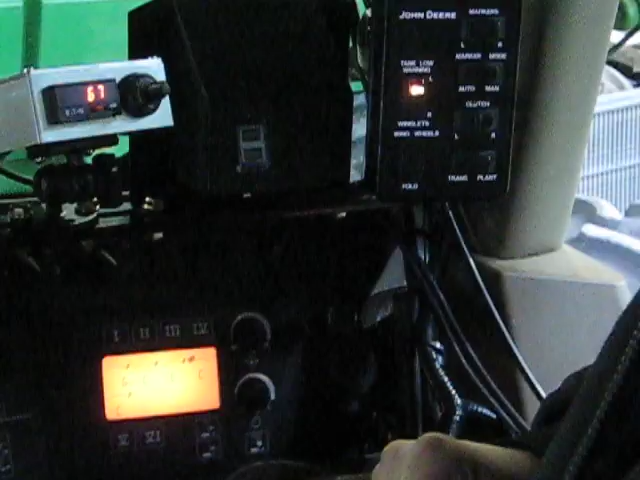 67
JOHN DEERE
MARKERS
L R
MARKER MODE
AUTO MAN
TANK LOW
WARNING
L
CLUTCH
L R
R
WINGLETS
WING WHEELS
FOLD
TRANS PLANT
I II III IV
V VI